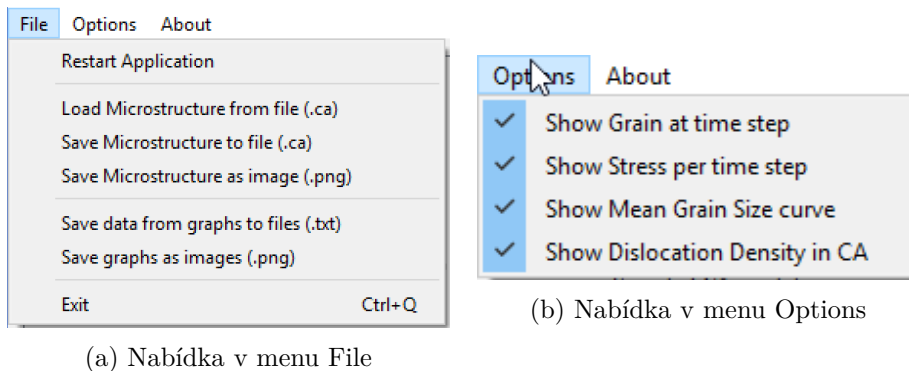 File Options About
Restart Application
Load Microstructure from file (.ca)
Save Microstructure to file (.ca)
Save Microstructure as image (.png)
Save data from graphs to files (.txt)
Save graphs as images (.png)
Exit Ctrl+Q
(a) Nabídka v menu File
Options About
Show Grain at time step
Show Stress per time step
Show Mean Grain Size curve
Show Dislocation Density in CA
(b) Nabídka v menu Options